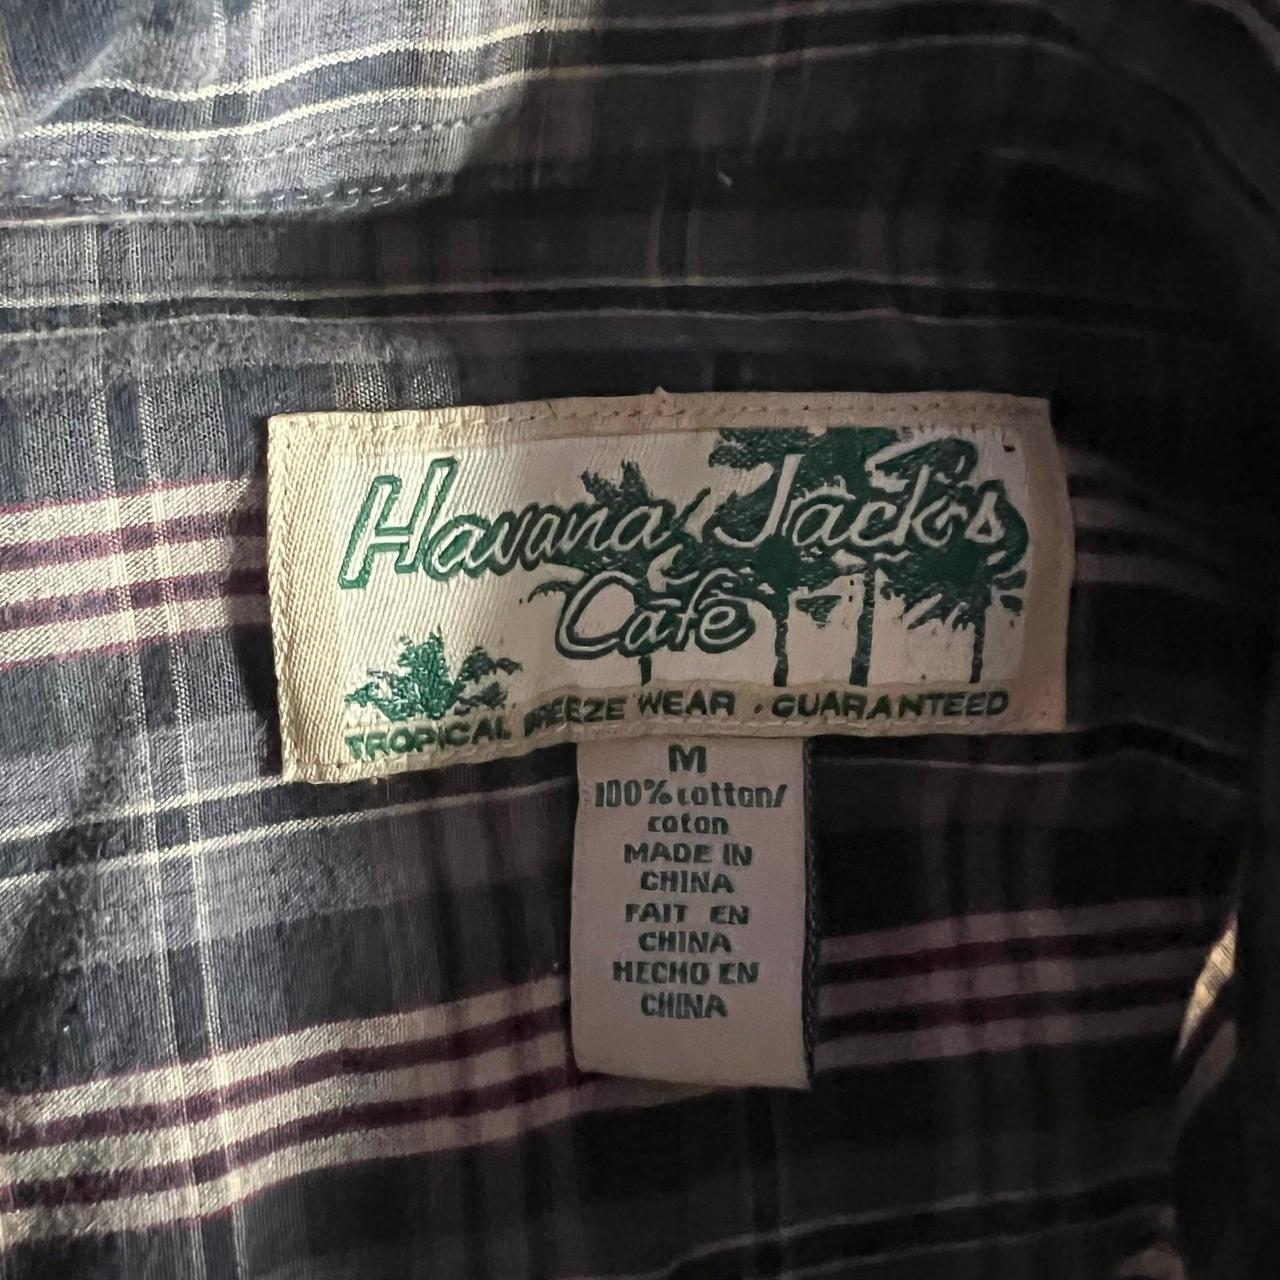 Havana Jack's
Cafe
TROPICAL BREEZE WEAR · GUARANTEED
M
100% cotton/
coton
MADE IN
CHINA
FAIT EN
CHINA
HECHO EN
CHINA